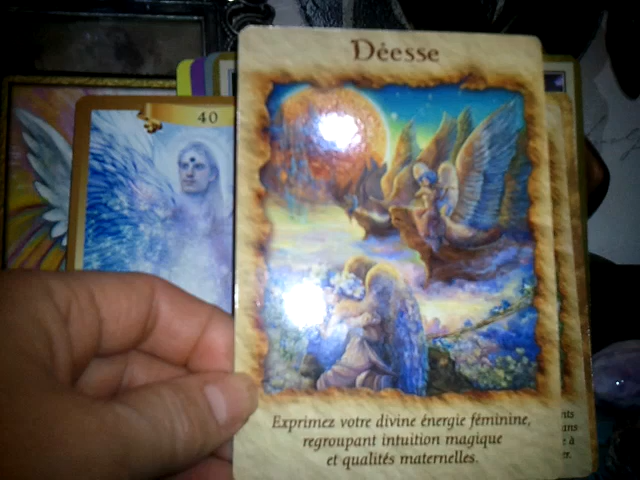 Déesse
40
Exprimez votre divine énergie féminine,
regroupant intuition magique
et qualités maternelles.